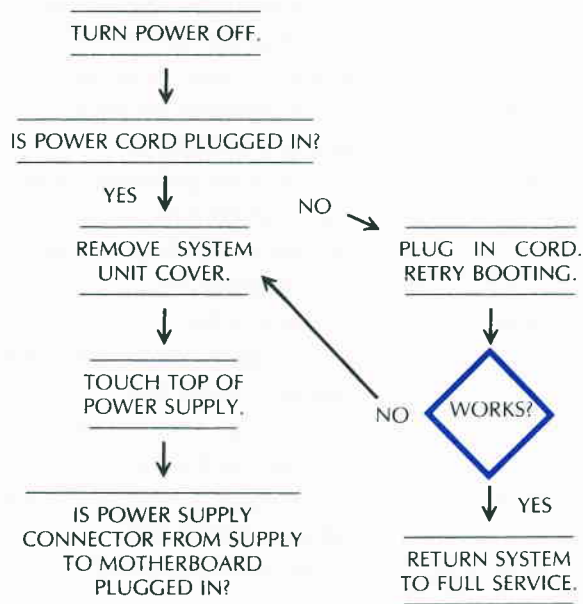 TURN POWER OFF.
IS POWER CORD PLUGGED IN?
YES
NO
REMOVE SYSTEM
UNIT COVER.
PLUG IN CORD.
RETRY BOOTING.
TOUCH TOP OF
POWER SUPPLY.
NO
WORKS?
YES
IS POWER SUPPLY
CONNECTOR FROM SUPPLY
TO MOTHERBOARD
PLUGGED IN?
RETURN SYSTEM
TO FULL SERVICE.